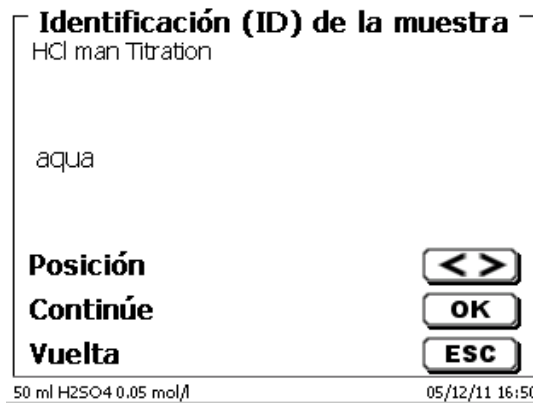 Identificación (ID) de la muestra
HCl man Titration
aqua
Posición < >
Continúe OK
Vuelta ESC
50 ml H2SO4 0.05 mol/l 05/12/11 16:50